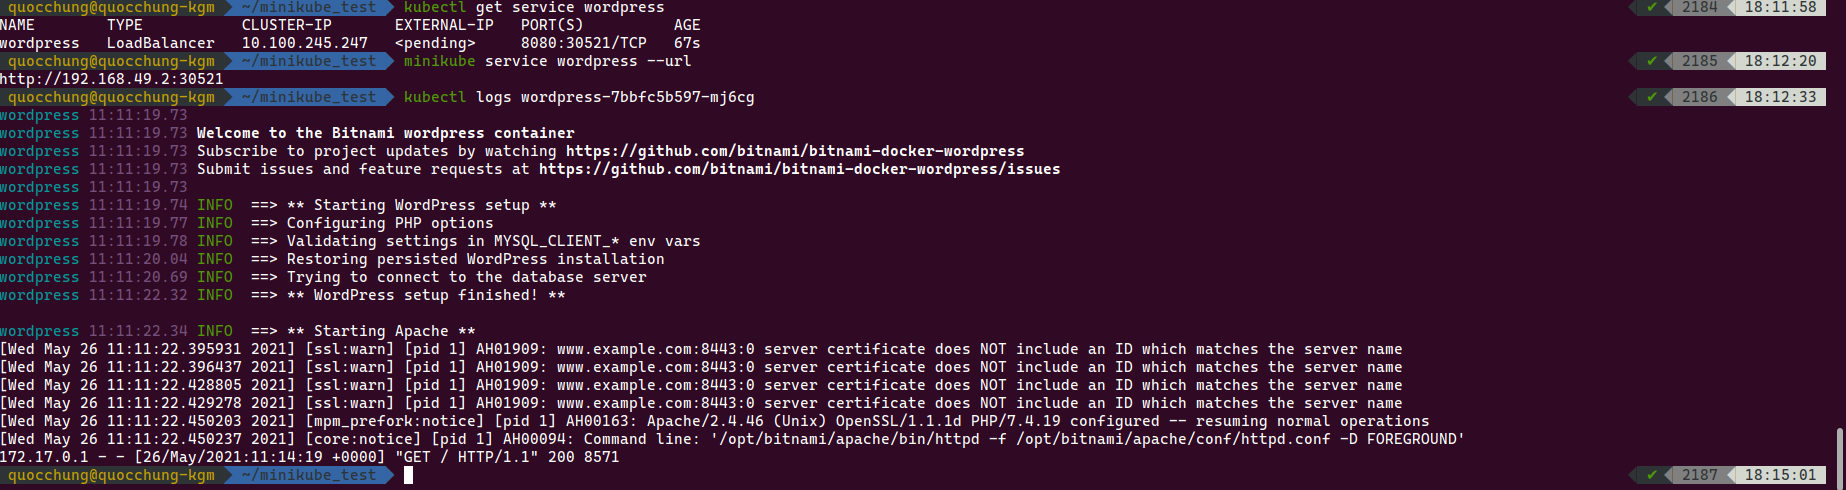 quocchung@quocchung-kgm ~/minikube_test kubectl get service wordpress ✔ 2184 18:11:58
NAME TYPE CLUSTER-IP EXTERNAL-IP PORT(S) AGE
wordpress LoadBalancer 10.100.245.247 <pending> 8080:30521/TCP 67s
quocchung@quocchung-kgm ~/minikube_test minikube service wordpress --url ✔ 2185 18:12:20
http://192.168.49.2:30521
quocchung@quocchung-kgm ~/minikube_test kubectl logs wordpress-7bbfc5b597-mj6cg ✔ 2186 18:12:33
wordpress 11:11:19.73
wordpress 11:11:19.73 Welcome to the Bitnami wordpress container
wordpress 11:11:19.73 Subscribe to project updates by watching https://github.com/bitnami/bitnami-docker-wordpress
wordpress 11:11:19.73 Submit issues and feature requests at https://github.com/bitnami/bitnami-docker-wordpress/issues
wordpress 11:11:19.73
wordpress 11:11:19.74 INFO ==> ** Starting WordPress setup **
wordpress 11:11:19.77 INFO ==> Configuring PHP options
wordpress 11:11:19.78 INFO ==> Validating settings in MYSQL_CLIENT_* env vars
wordpress 11:11:20.04 INFO ==> Restoring persisted WordPress installation
wordpress 11:11:20.69 INFO ==> Trying to connect to the database server
wordpress 11:11:22.32 INFO ==> ** WordPress setup finished! **
wordpress 11:11:22.34 INFO ==> ** Starting Apache **
[Wed May 26 11:11:22.395931 2021] [ssl:warn] [pid 1] AH01909: www.example.com:8443:0 server certificate does NOT include an ID which matches the server name
[Wed May 26 11:11:22.396437 2021] [ssl:warn] [pid 1] AH01909: www.example.com:8443:0 server certificate does NOT include an ID which matches the server name
[Wed May 26 11:11:22.428805 2021] [ssl:warn] [pid 1] AH01909: www.example.com:8443:0 server certificate does NOT include an ID which matches the server name
[Wed May 26 11:11:22.429278 2021] [ssl:warn] [pid 1] AH01909: www.example.com:8443:0 server certificate does NOT include an ID which matches the server name
[Wed May 26 11:11:22.450203 2021] [mpm_prefork:notice] [pid 1] AH00163: Apache/2.4.46 (Unix) OpenSSL/1.1.1d PHP/7.4.19 configured -- resuming normal operations
[Wed May 26 11:11:22.450237 2021] [core:notice] [pid 1] AH00094: Command line: '/opt/bitnami/apache/bin/httpd -f /opt/bitnami/apache/conf/httpd.conf -D FOREGROUND'
172.17.0.1 - - [26/May/2021:11:14:19 +0000] "GET / HTTP/1.1" 200 8571
quocchung@quocchung-kgm ~/minikube_test ✔ 2187 18:15:01